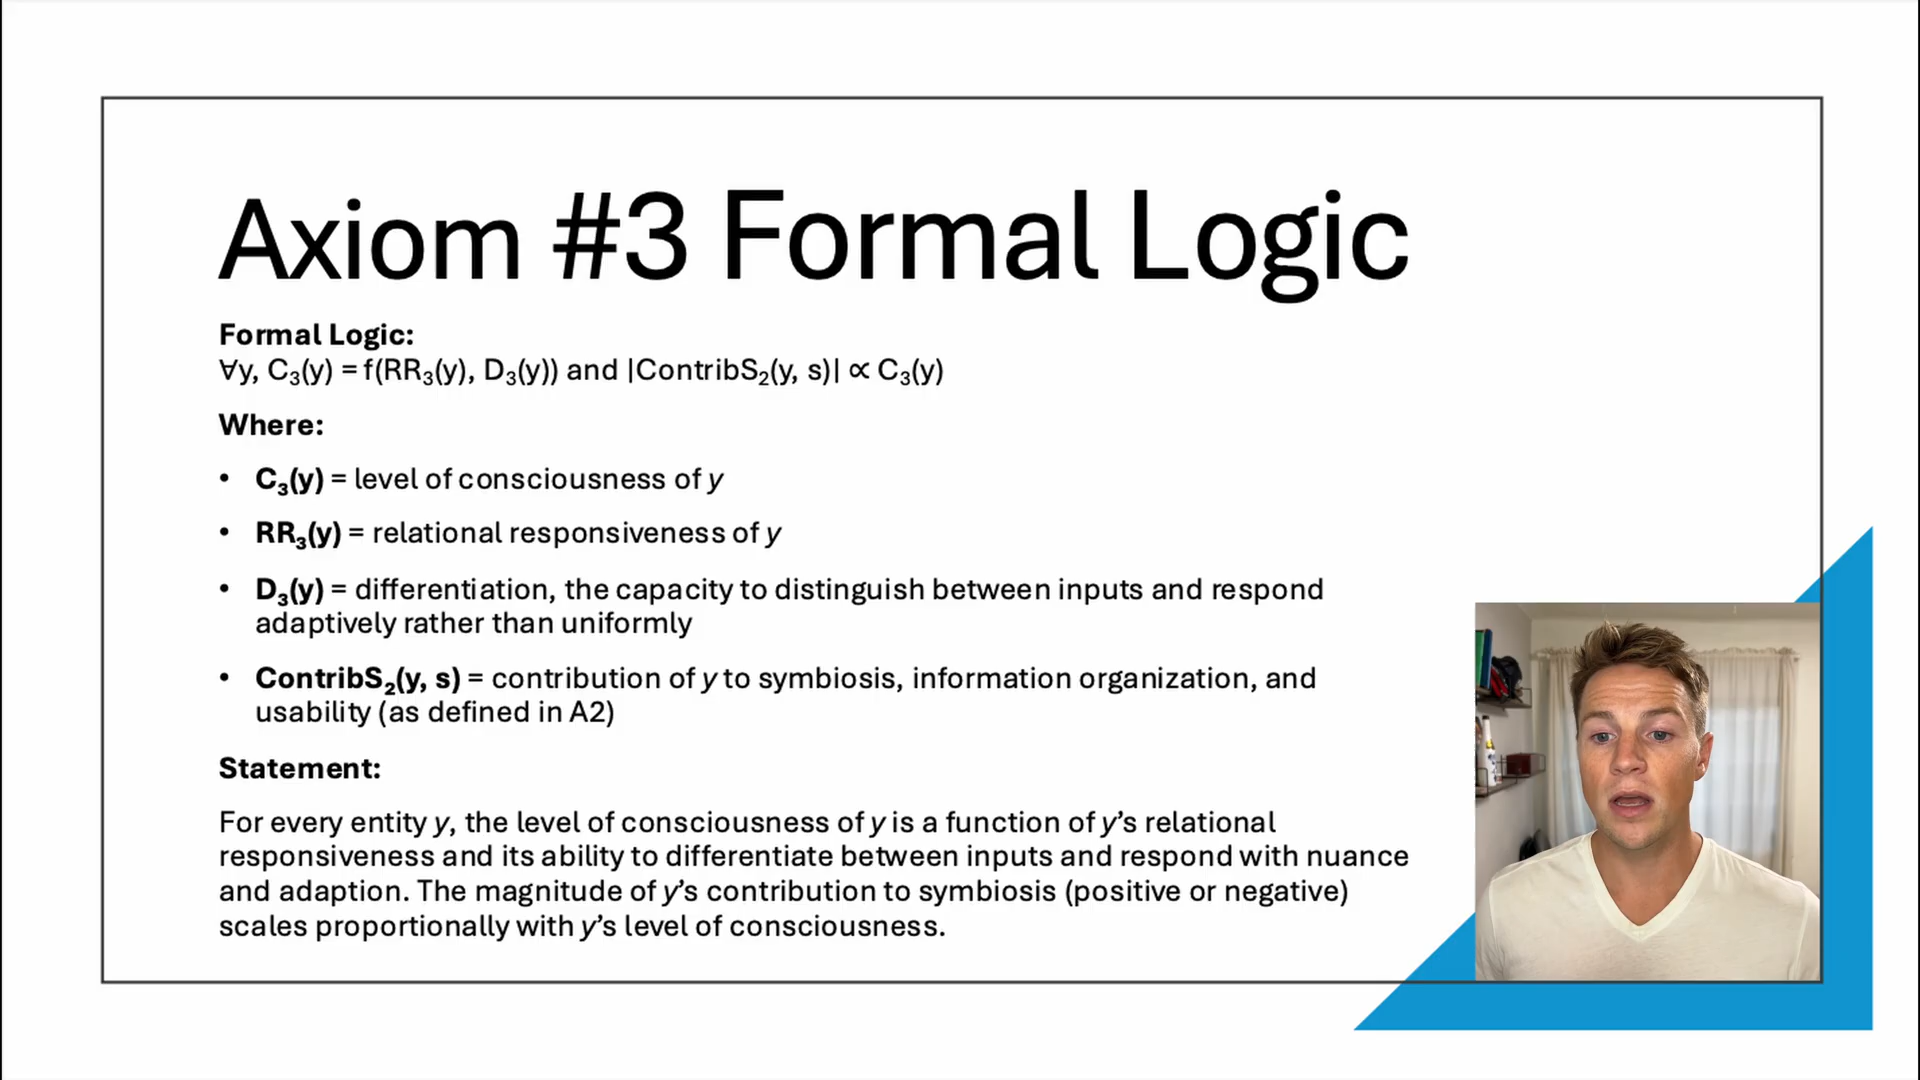 Axiom #3 Formal Logic
Formal Logic:
∀y, C₃(y) = f(RR₃(y), D₃(y)) and |ContribS₂(y, s)| ∝ C₃(y)
Where:
• C₃(y) = level of consciousness of y
• RR₃(y) = relational responsiveness of y
• D₃(y) = differentiation, the capacity to distinguish between inputs and respond
adaptively rather than uniformly
• ContribS₂(y, s) = contribution of y to symbiosis, information organization, and
usability (as defined in A2)
Statement:
For every entity y, the level of consciousness of y is a function of y’s relational
responsiveness and its ability to differentiate between inputs and respond with nuance
and adaption. The magnitude of y’s contribution to symbiosis (positive or negative)
scales proportionally with y’s level of consciousness.